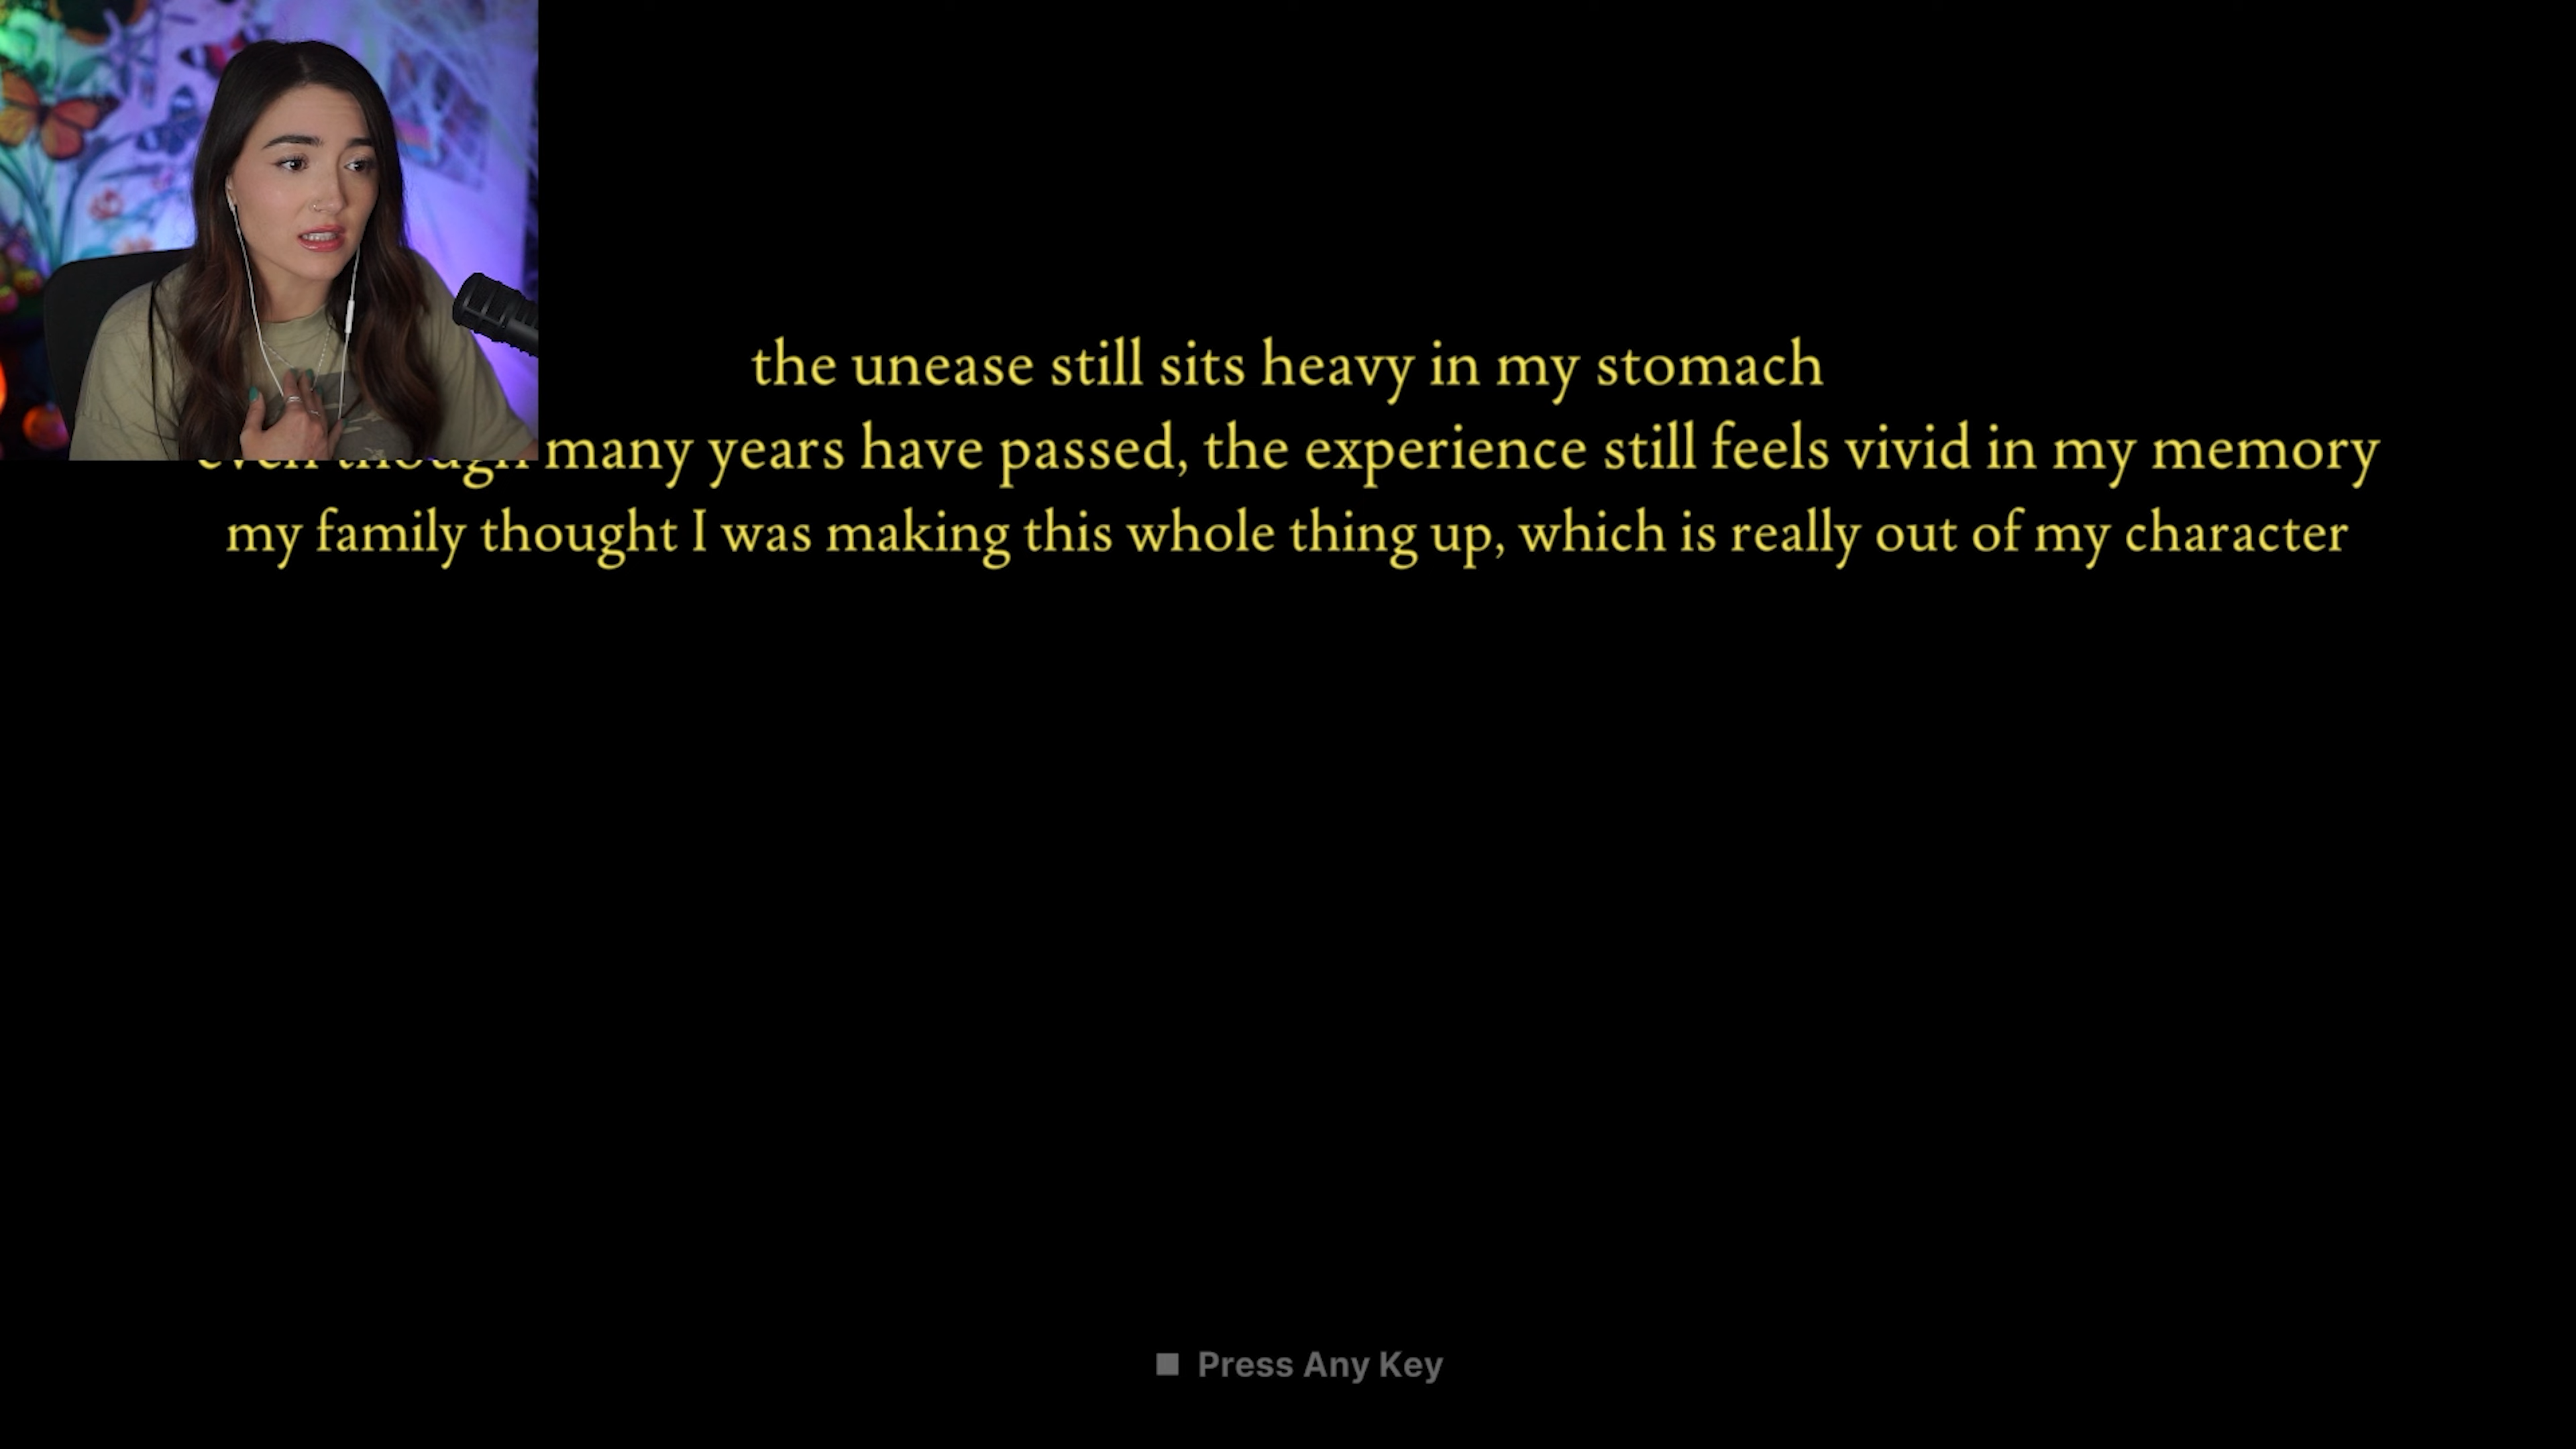 the unease still sits heavy in my stomach
even though many years have passed, the experience still feels vivid in my memory
my family thought I was making this whole thing up, which is really out of my character
Press Any Key